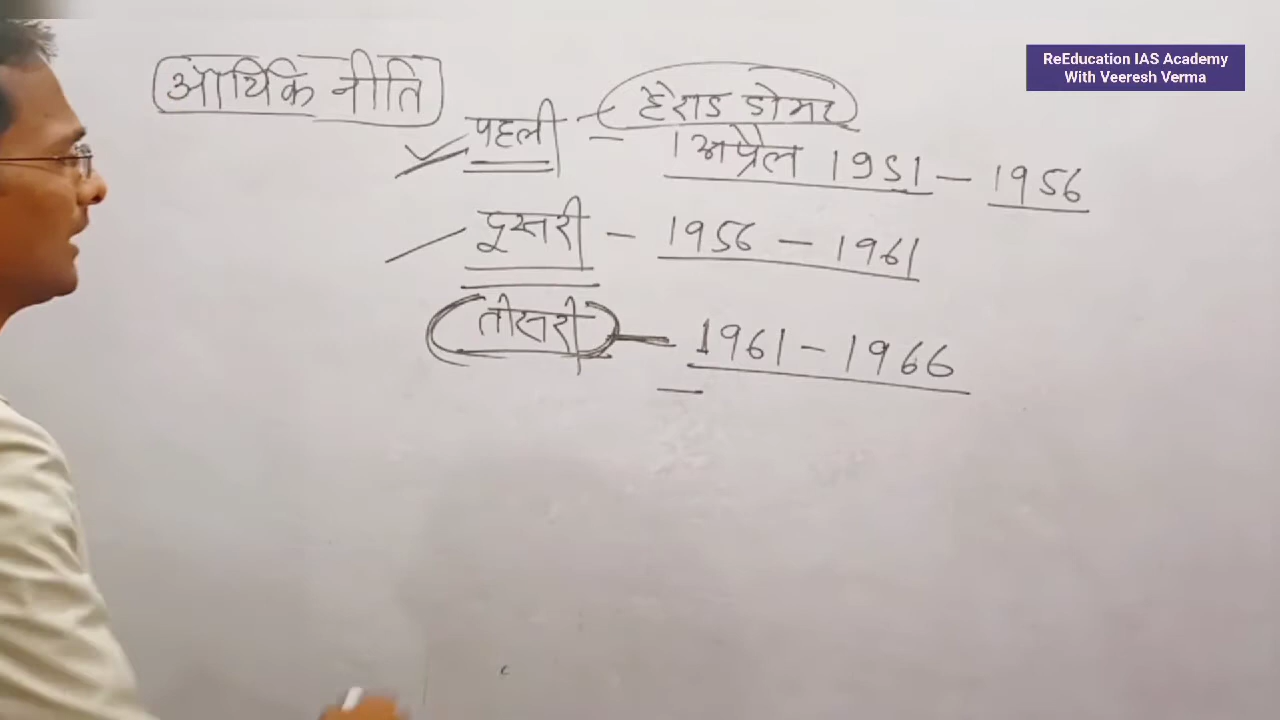 ReEducation IAS Academy
With Veeresh Verma
आर्थिक नीति
पहली - हैराड डोमर
1 अप्रैल 1951 - 1956
दूसरी - 1956 - 1961
तीसरी - 1961 - 1966